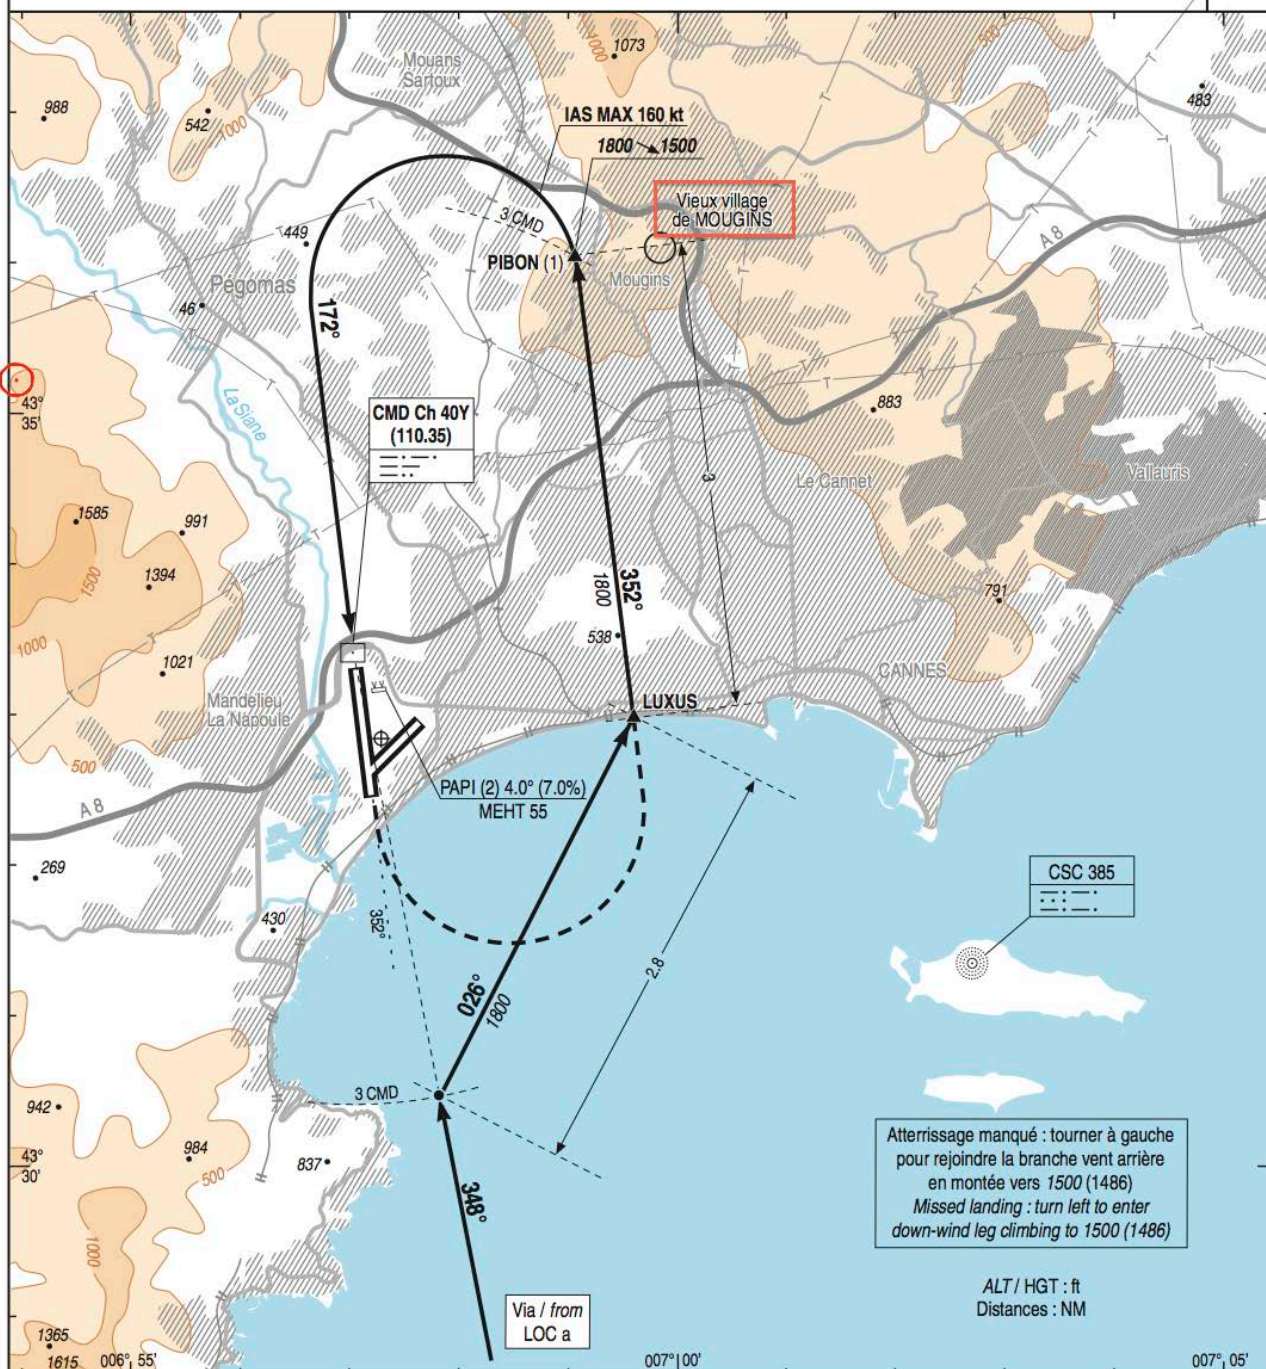 1073
Mouans
Sartoux
1000
500
988
542
1000
483
IAS MAX 160 kt
1800 1500
Vieux village
de MOUGINS
3 CMD
449
A 8
PIBON (1)
Mougins
Pégomas
46
172°
43°
35'
La Siane
CMD Ch 40Y
(110.35)
883
3
Le Cannet
Vallauris
1585
991
1500
1394
352°
1800
791
538
1000
1021
CANNES
Mandelieu
La Napoule
LUXUS
500
PAPI (2) 4.0° (7.0%)
MEHT 55
A 8
269
CSC 385
430
352°
2.8
026°
1800
3 CMD
942
984
43°
30'
500
837
348°
Atterrissage manqué : tourner à gauche
pour rejoindre la branche vent arrière
en montée vers 1500 (1486)
Missed landing : turn left to enter
down-wind leg climbing to 1500 (1486)
1000
ALT / HGT : ft
Distances : NM
Via / from
LOC a
1365
1615
006° 55'
007° 00'
007° 05'